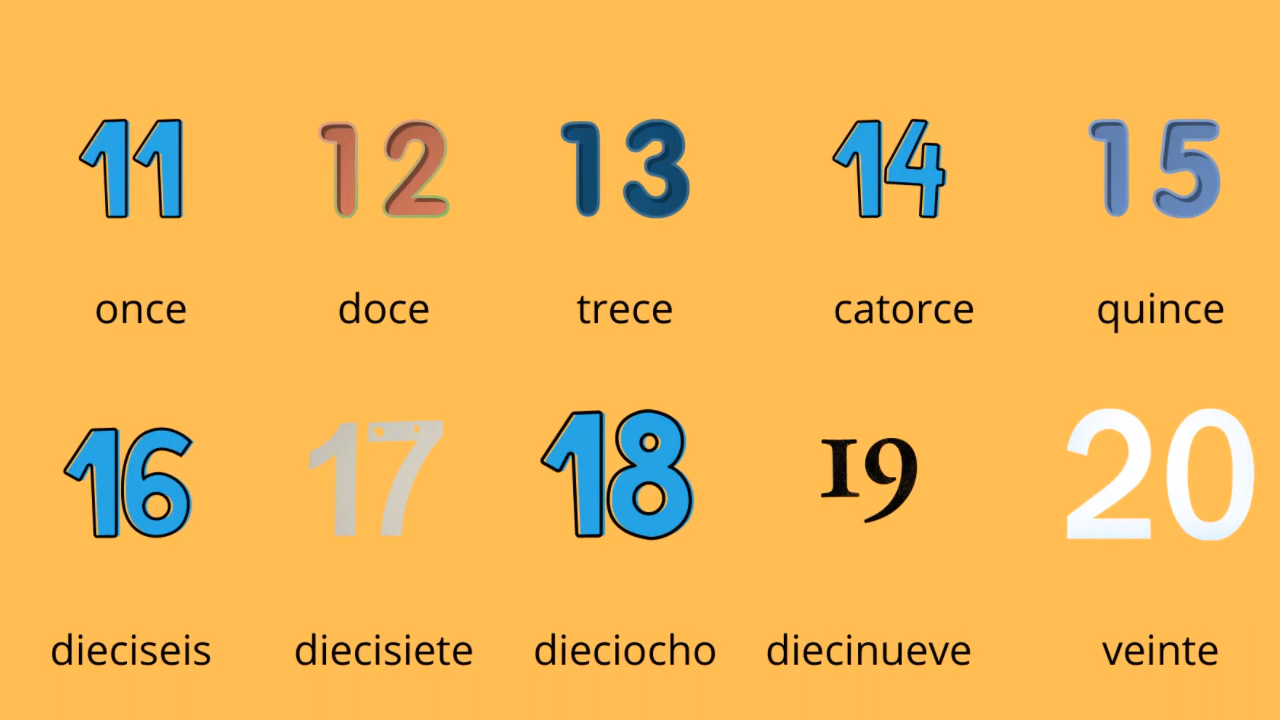 11 12 13 14 15
once doce trece catorce quince
16 17 18 19 20
dieciseis diecisiete dieciocho diecinueve veinte